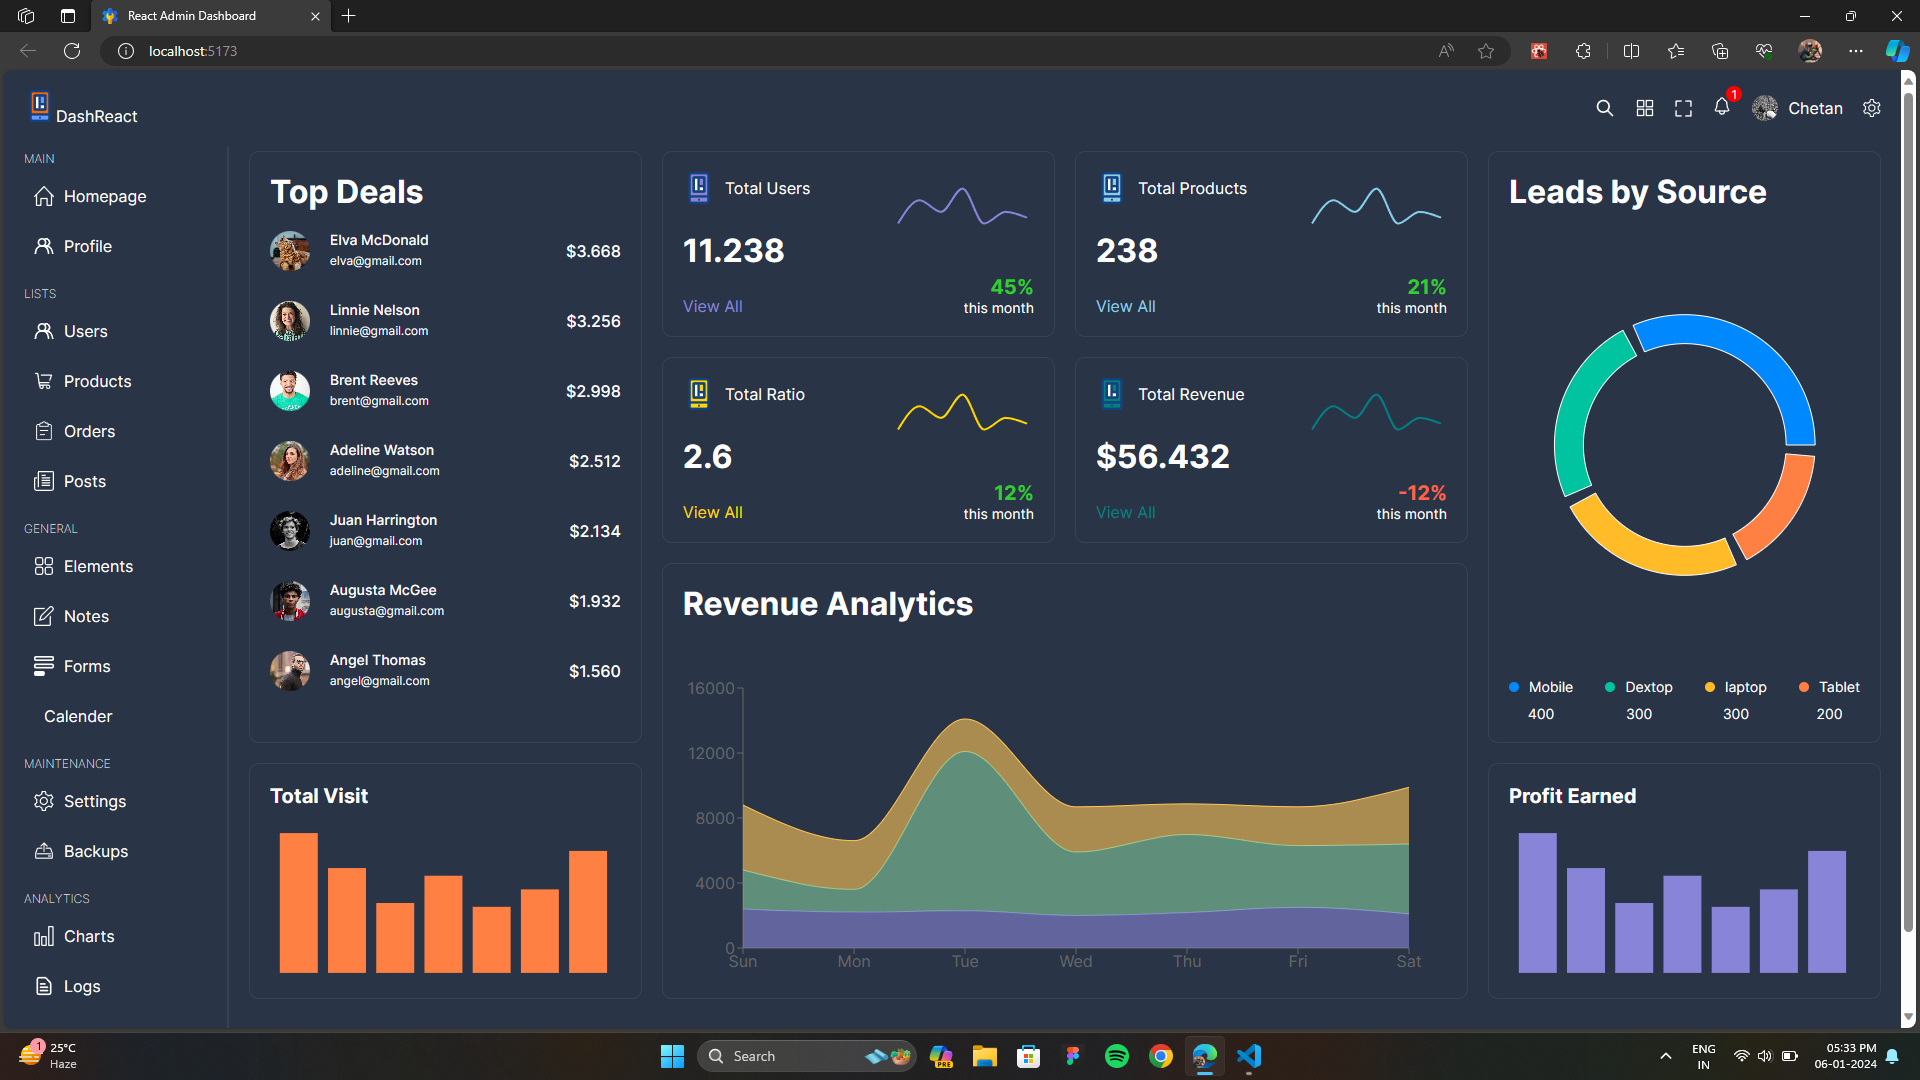 React Admin Dashboard
localhost:5173
DashReact
1
Chetan
MAIN
Homepage
Profile
LISTS
Users
Products
Orders
Posts
GENERAL
Elements
Notes
Forms
Calender
MAINTENANCE
Settings
Backups
ANALYTICS
Charts
Logs
Top Deals
Elva McDonald
elva@gmail.com
$3.668
Linnie Nelson
linnie@gmail.com
$3.256
Brent Reeves
brent@gmail.com
$2.998
Adeline Watson
adeline@gmail.com
$2.512
Juan Harrington
juan@gmail.com
$2.134
Augusta McGee
augusta@gmail.com
$1.932
Angel Thomas
angel@gmail.com
$1.560
Total Users
11.238
View All
45%
this month
Total Products
238
View All
21%
this month
Total Ratio
2.6
View All
12%
this month
Total Revenue
$56.432
View All
-12%
this month
Leads by Source
Mobile
400
Dextop
300
laptop
300
Tablet
200
Total Visit
Revenue Analytics
16000
12000
8000
4000
0
Sun Mon Tue Wed Thu Fri Sat
Profit Earned
1
25°C
Haze
Search
PRE
ENG
IN
05:33 PM
06-01-2024